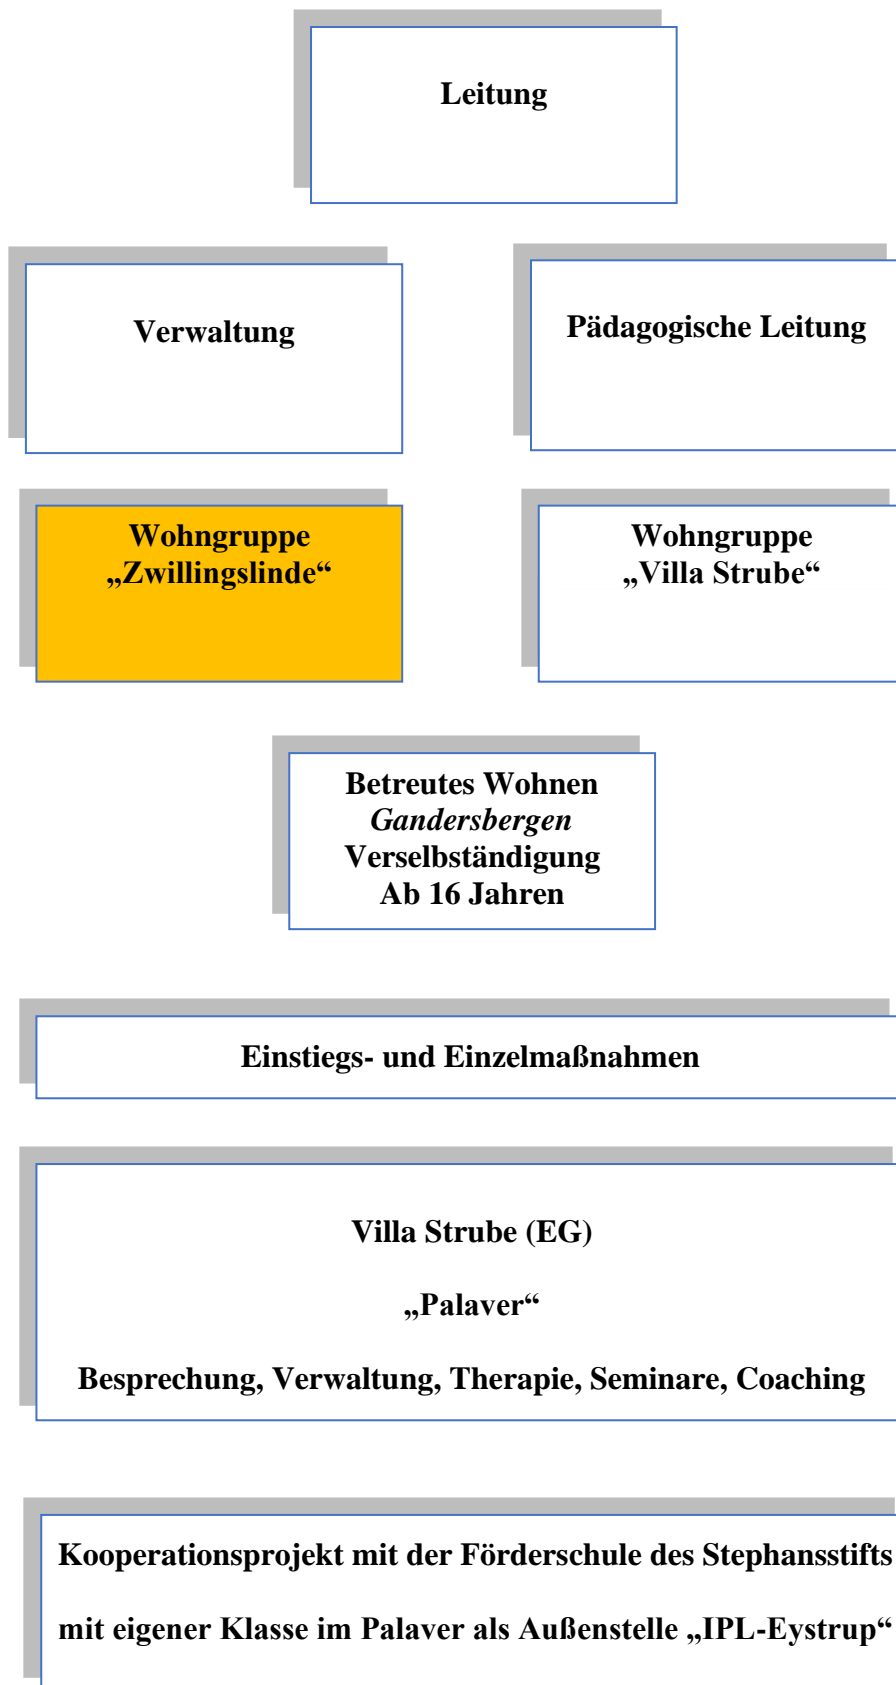 Leitung
Verwaltung
Pädagogische Leitung
Wohngruppe
„Zwillingslinde“
Wohngruppe
„Villa Strube“
Betreutes Wohnen
Gandersbergen
Verselbständigung
Ab 16 Jahren
Einstiegs- und Einzelmaßnahmen
Villa Strube (EG)
„Palaver“
Besprechung, Verwaltung, Therapie, Seminare, Coaching
Kooperationsprojekt mit der Förderschule des Stephansstifts
mit eigener Klasse im Palaver als Außenstelle „IPL-Eystrup“